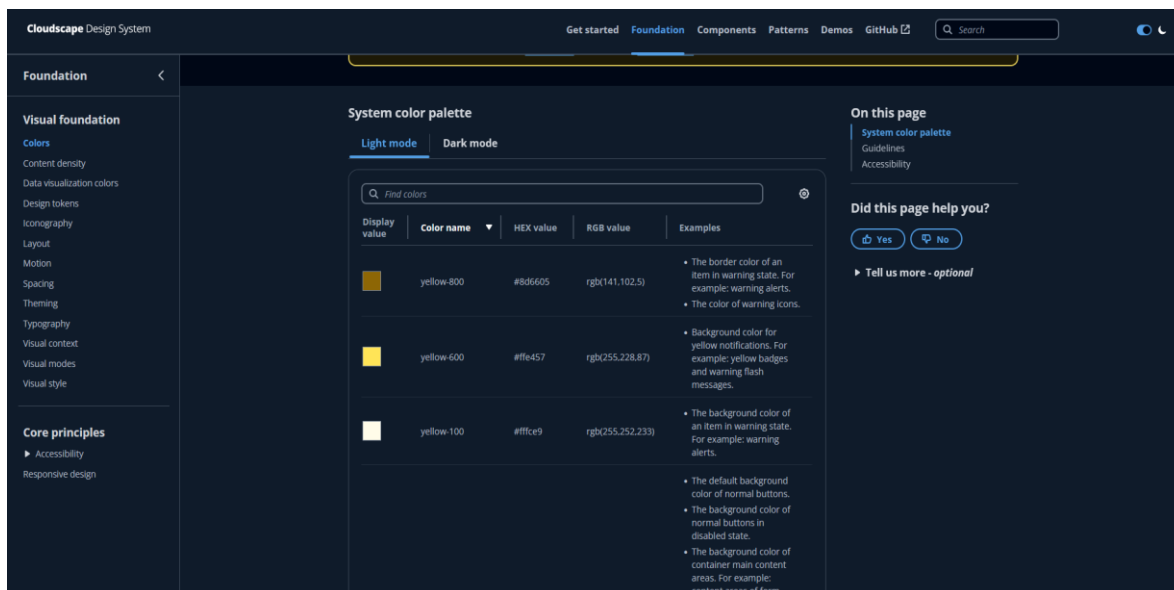 Cloudscape Design System
Get started Foundation Components Patterns Demos GitHub
Search
Foundation
Visual foundation
Colors
Content density
Data visualization colors
Design tokens
Iconography
Layout
Motion
Spacing
Theming
Typography
Visual context
Visual modes
Visual style
Core principles
Accessibility
Responsive design
System color palette
Light mode Dark mode
Find colors
Display value
Color name
HEX value
RGB value
Examples
yellow-800
#8d6605
rgb(141,102,5)
• The border color of an
item in warning state. For
example: warning alerts.
• The color of warning icons.
yellow-600
#ffe457
rgb(255,228,87)
• Background color for
yellow notifications. For
example: yellow badges
and warning flash
messages.
yellow-100
#fffce9
rgb(255,252,233)
• The background color of
an item in warning state.
For example: warning
alerts.
• The default background
color of normal buttons.
• The background color of
normal buttons in
disabled state.
• The background color of
container main content
areas. For example:
On this page
System color palette
Guidelines
Accessibility
Did this page help you?
Yes No
Tell us more - optional